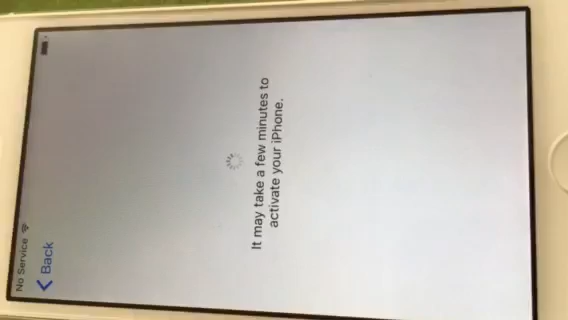 No Service
Back
It may take a few minutes to
activate your iPhone.